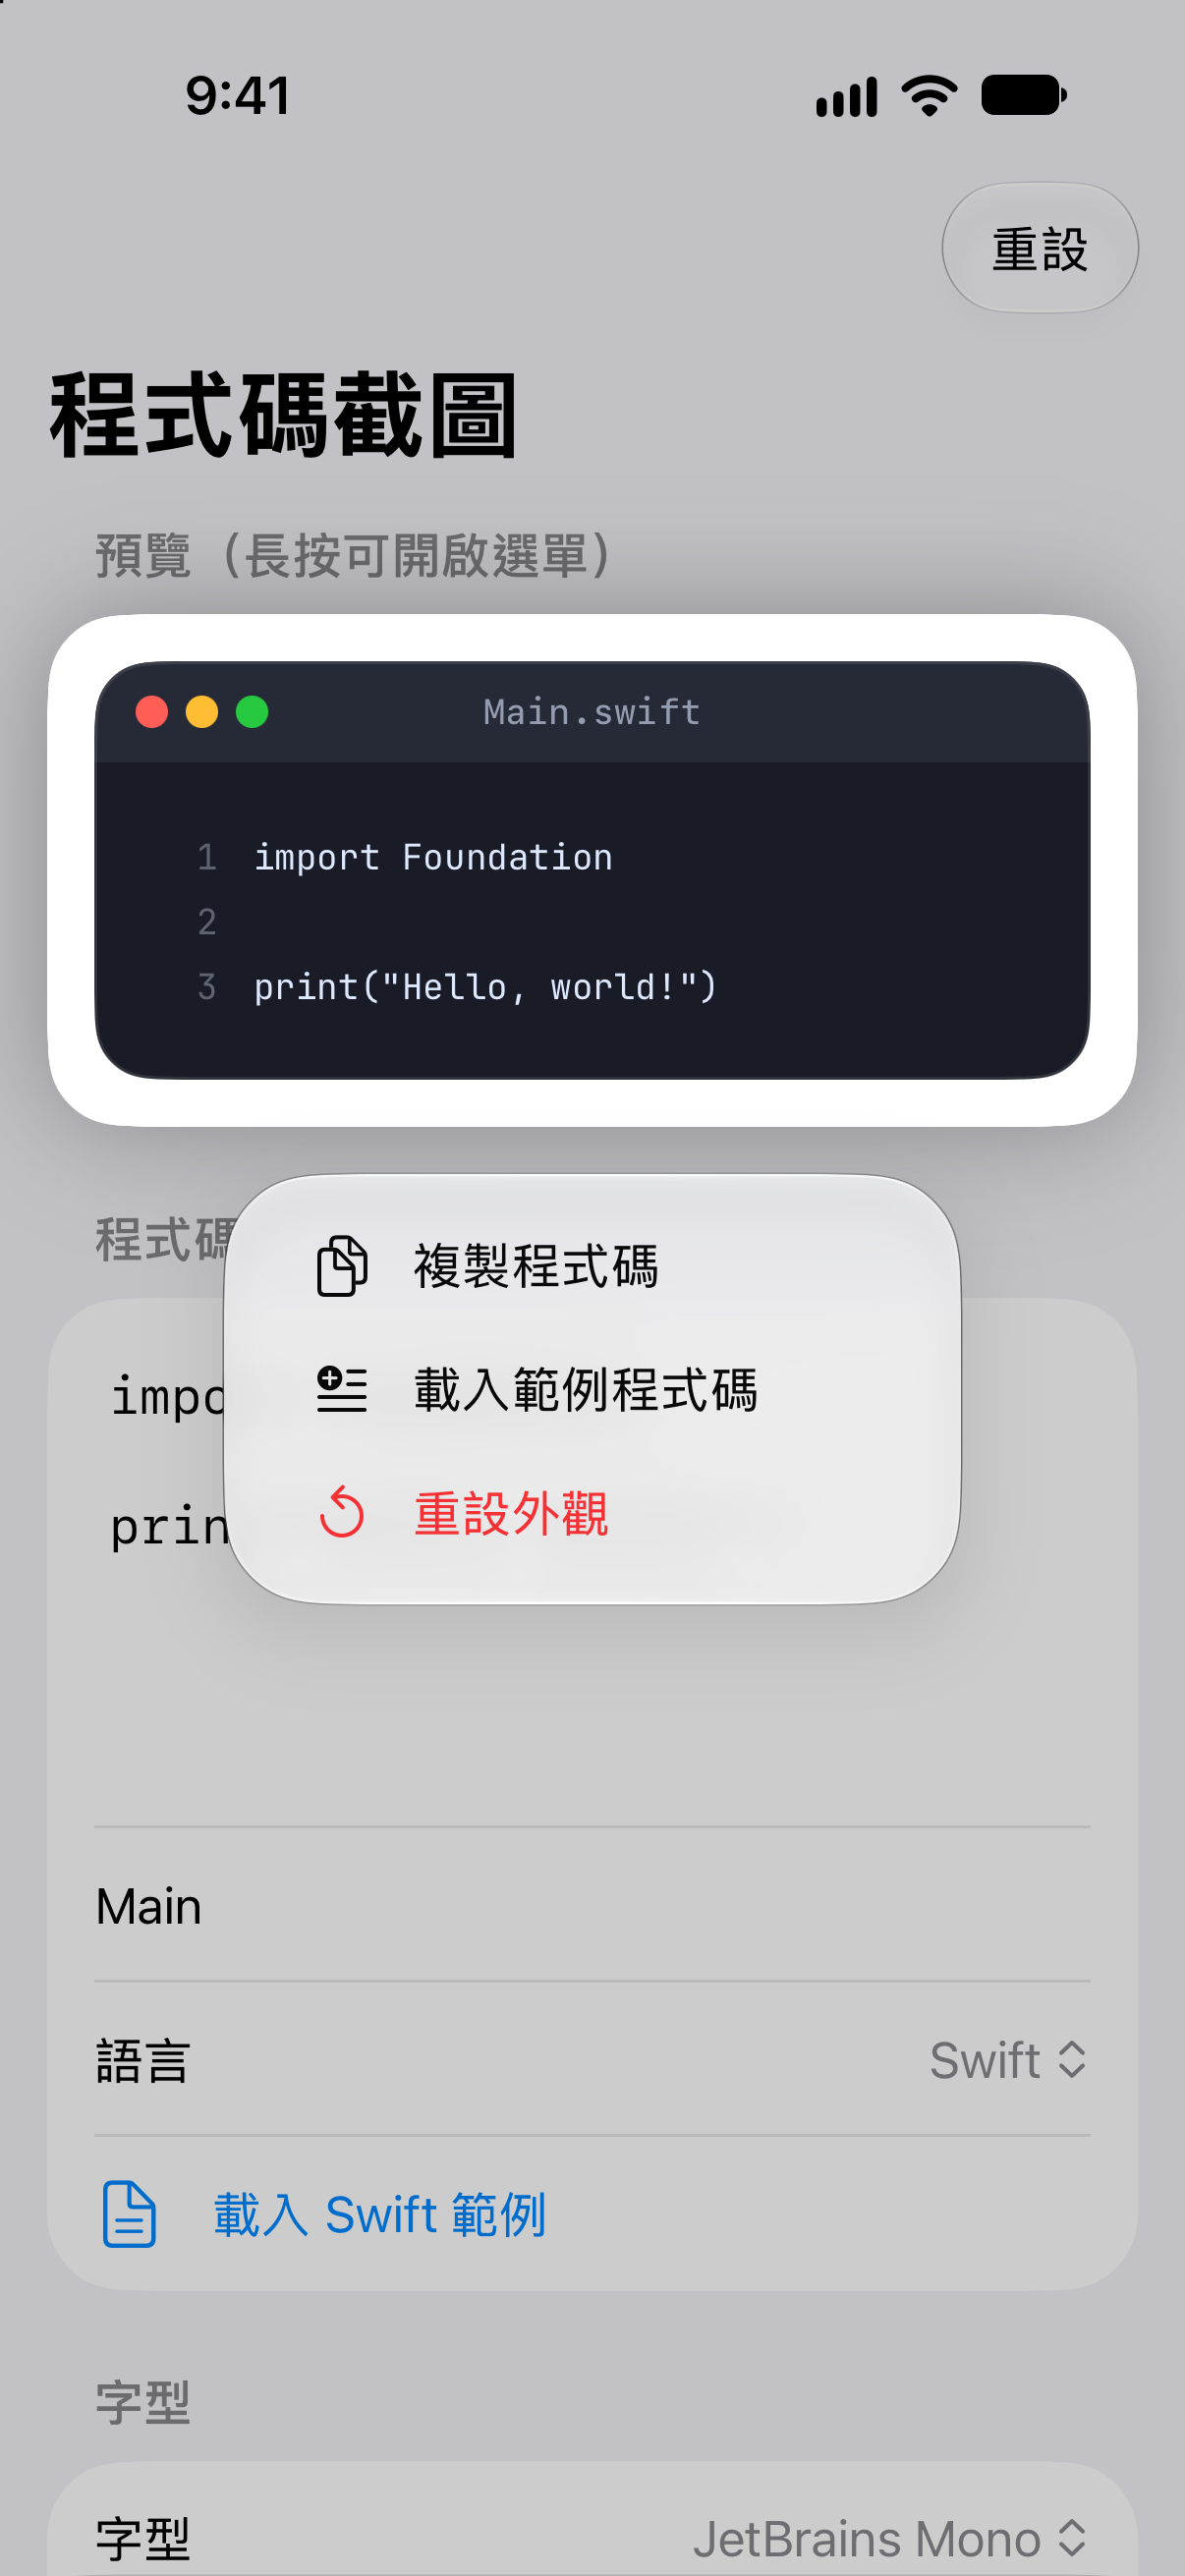 9:41
重設
程式碼截圖
預覽（長按可開啟選單）
Main.swift
1 import Foundation
2
3 print("Hello, world!")
程式碼
複製程式碼
載入範例程式碼
重設外觀
Main
語言 Swift
載入 Swift 範例
字型
字型 JetBrains Mono